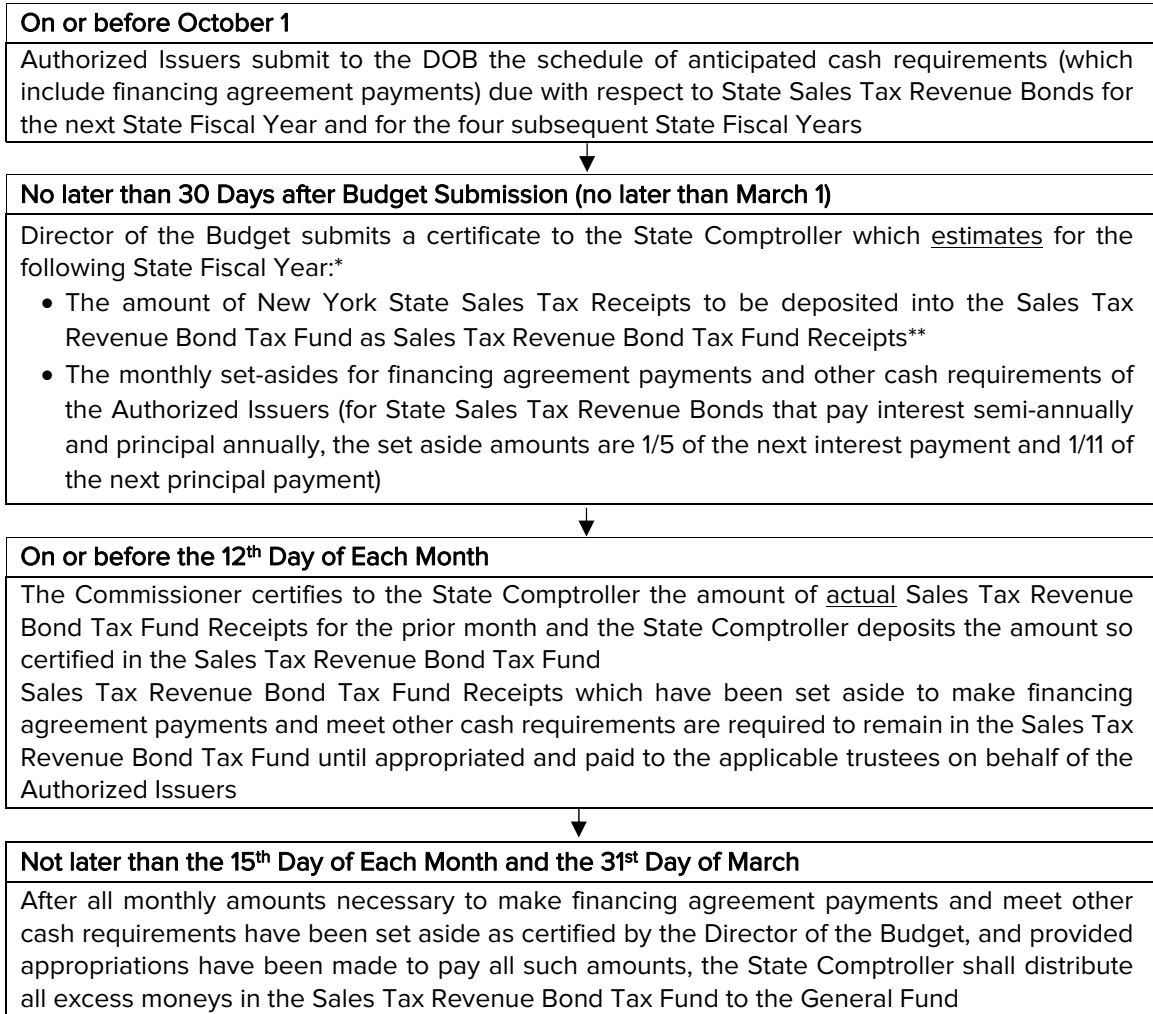 On or before October 1
Authorized Issuers submit to the DOB the schedule of anticipated cash requirements (which
include financing agreement payments) due with respect to State Sales Tax Revenue Bonds for
the next State Fiscal Year and for the four subsequent State Fiscal Years
No later than 30 Days after Budget Submission (no later than March 1)
Director of the Budget submits a certificate to the State Comptroller which estimates for the
following State Fiscal Year:*
• The amount of New York State Sales Tax Receipts to be deposited into the Sales Tax
Revenue Bond Tax Fund as Sales Tax Revenue Bond Tax Fund Receipts**
• The monthly set-asides for financing agreement payments and other cash requirements of
the Authorized Issuers (for State Sales Tax Revenue Bonds that pay interest semi-annually
and principal annually, the set aside amounts are 1/5 of the next interest payment and 1/11 of
the next principal payment)
On or before the 12th Day of Each Month
The Commissioner certifies to the State Comptroller the amount of actual Sales Tax Revenue
Bond Tax Fund Receipts for the prior month and the State Comptroller deposits the amount so
certified in the Sales Tax Revenue Bond Tax Fund
Sales Tax Revenue Bond Tax Fund Receipts which have been set aside to make financing
agreement payments and meet other cash requirements are required to remain in the Sales Tax
Revenue Bond Tax Fund until appropriated and paid to the applicable trustees on behalf of the
Authorized Issuers
Not later than the 15th Day of Each Month and the 31st Day of March
After all monthly amounts necessary to make financing agreement payments and meet other
cash requirements have been set aside as certified by the Director of the Budget, and provided
appropriations have been made to pay all such amounts, the State Comptroller shall distribute
all excess moneys in the Sales Tax Revenue Bond Tax Fund to the General Fund